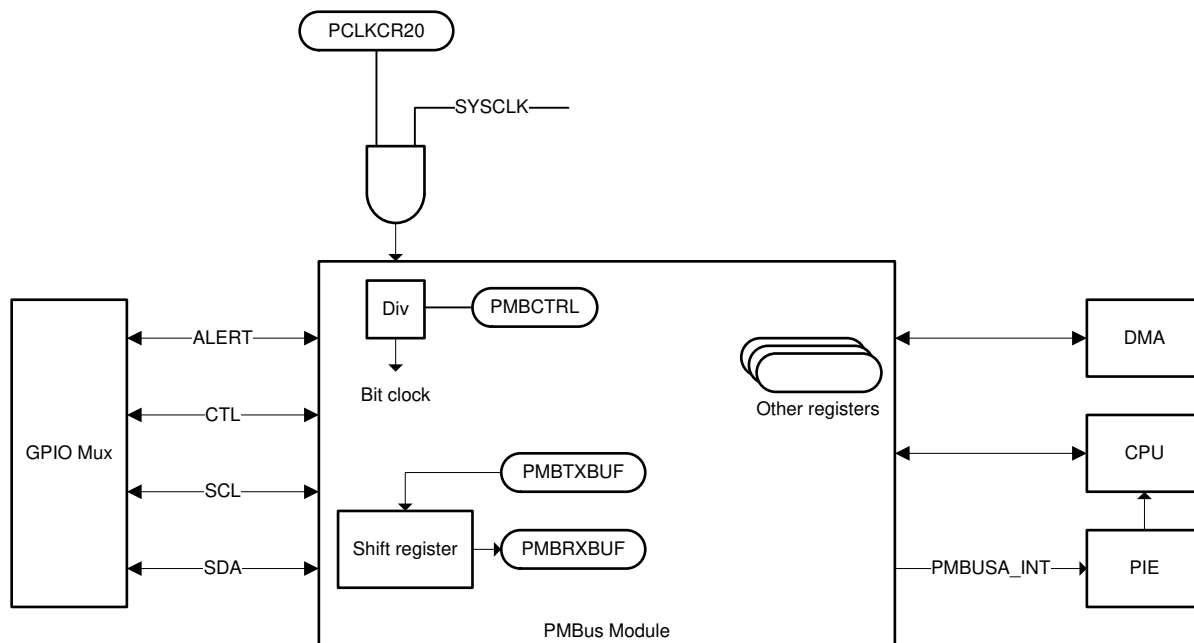 PCLKCR20
SYSCLK
Div
PMBCTRL
Bit clock
Other registers
ALERT
CTL
SCL
SDA
GPIO Mux
PMBTXBUF
Shift register
PMBRXBUF
DMA
CPU
PMBUSA_INT
PIE
PMBus Module